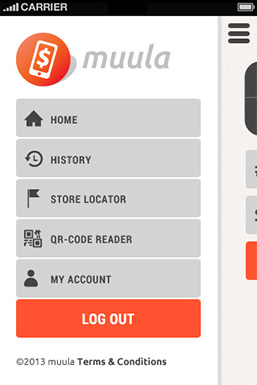 CARRIER
$ muula
HOME
HISTORY
STORE LOCATOR
QR-CODE READER
MY ACCOUNT
LOG OUT
©2013 muula Terms & Conditions